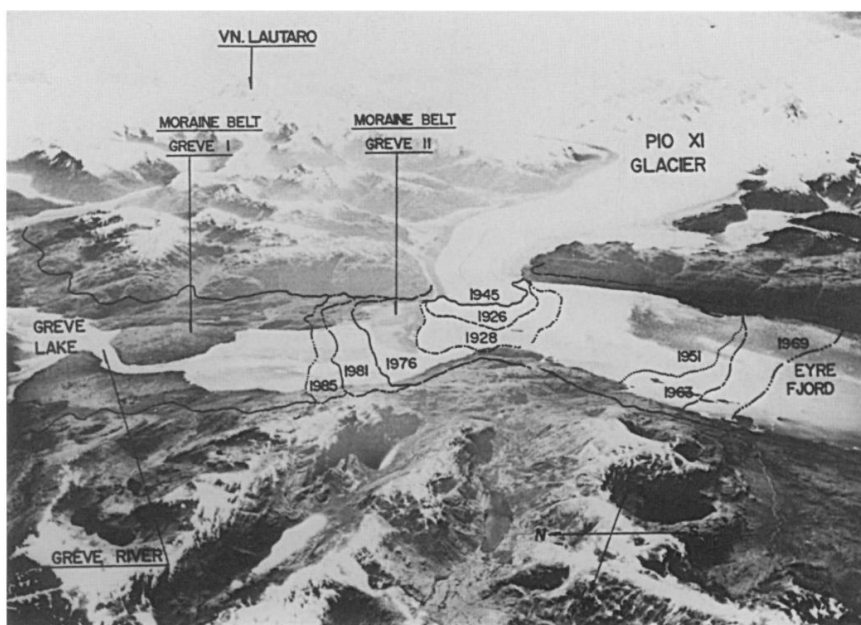 VN. LAUTARO
MORAINE BELT
GREVE I
MORAINE BELT
GREVE II
PIO XI
GLACIER
1945
1926
1928
GREVE
LAKE
1985
1981
1976
1951
1963
1969
EYRE
FJORD
N
GREVE RIVER